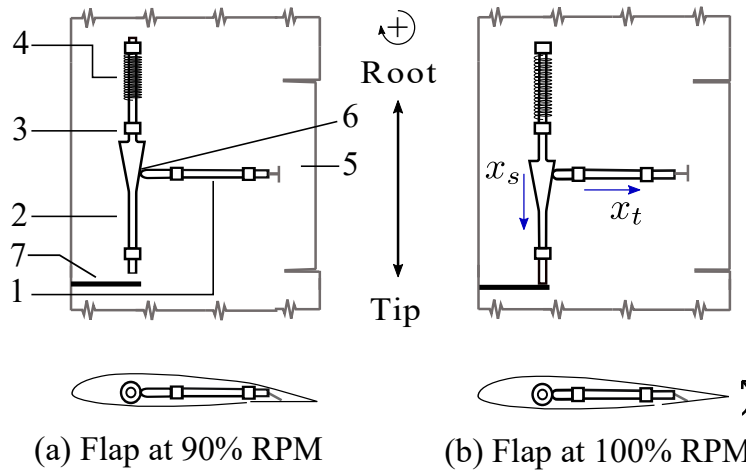 4
3
2
7
1
Root
6
5
Tip
x_s
x_t
(a) Flap at 90% RPM
(b) Flap at 100% RPM